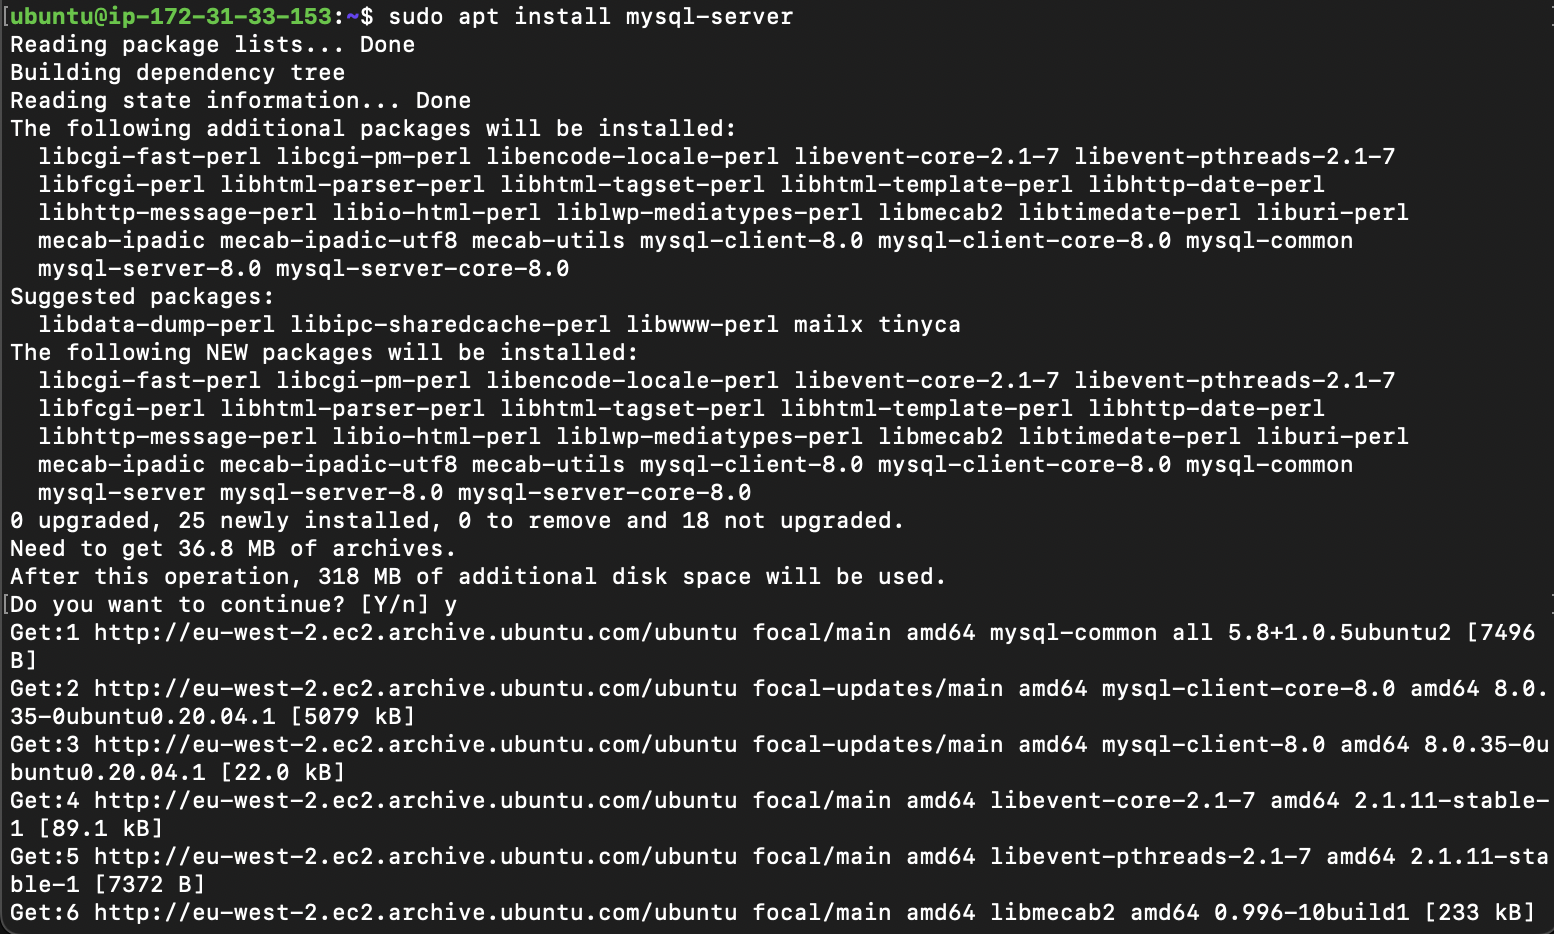 ubuntu@ip-172-31-33-153:~$ sudo apt install mysql-server
Reading package lists... Done
Building dependency tree
Reading state information... Done
The following additional packages will be installed:
  libcgi-fast-perl libcgi-pm-perl libencode-locale-perl libevent-core-2.1-7 libevent-pthreads-2.1-7
  libfcgi-perl libhtml-parser-perl libhtml-tagset-perl libhtml-template-perl libhttp-date-perl
  libhttp-message-perl libio-html-perl liblwp-mediatypes-perl libmecab2 libtimedate-perl liburi-perl
  mecab-ipadic mecab-ipadic-utf8 mecab-utils mysql-client-8.0 mysql-client-core-8.0 mysql-common
  mysql-server-8.0 mysql-server-core-8.0
Suggested packages:
  libdata-dump-perl libipc-sharedcache-perl libwww-perl mailx tinyca
The following NEW packages will be installed:
  libcgi-fast-perl libcgi-pm-perl libencode-locale-perl libevent-core-2.1-7 libevent-pthreads-2.1-7
  libfcgi-perl libhtml-parser-perl libhtml-tagset-perl libhtml-template-perl libhttp-date-perl
  libhttp-message-perl libio-html-perl liblwp-mediatypes-perl libmecab2 libtimedate-perl liburi-perl
  mecab-ipadic mecab-ipadic-utf8 mecab-utils mysql-client-8.0 mysql-client-core-8.0 mysql-common
  mysql-server mysql-server-8.0 mysql-server-core-8.0
0 upgraded, 25 newly installed, 0 to remove and 18 not upgraded.
Need to get 36.8 MB of archives.
After this operation, 318 MB of additional disk space will be used.
Do you want to continue? [Y/n] y
Get:1 http://eu-west-2.ec2.archive.ubuntu.com/ubuntu focal/main amd64 mysql-common all 5.8+1.0.5ubuntu2 [7496
B]
Get:2 http://eu-west-2.ec2.archive.ubuntu.com/ubuntu focal-updates/main amd64 mysql-client-core-8.0 amd64 8.0.
35-0ubuntu0.20.04.1 [5079 kB]
Get:3 http://eu-west-2.ec2.archive.ubuntu.com/ubuntu focal-updates/main amd64 mysql-client-8.0 amd64 8.0.35-0u
buntu0.20.04.1 [22.0 kB]
Get:4 http://eu-west-2.ec2.archive.ubuntu.com/ubuntu focal/main amd64 libevent-core-2.1-7 amd64 2.1.11-stable-
1 [89.1 kB]
Get:5 http://eu-west-2.ec2.archive.ubuntu.com/ubuntu focal/main amd64 libevent-pthreads-2.1-7 amd64 2.1.11-sta
ble-1 [7372 B]
Get:6 http://eu-west-2.ec2.archive.ubuntu.com/ubuntu focal/main amd64 libmecab2 amd64 0.996-10build1 [233 kB]